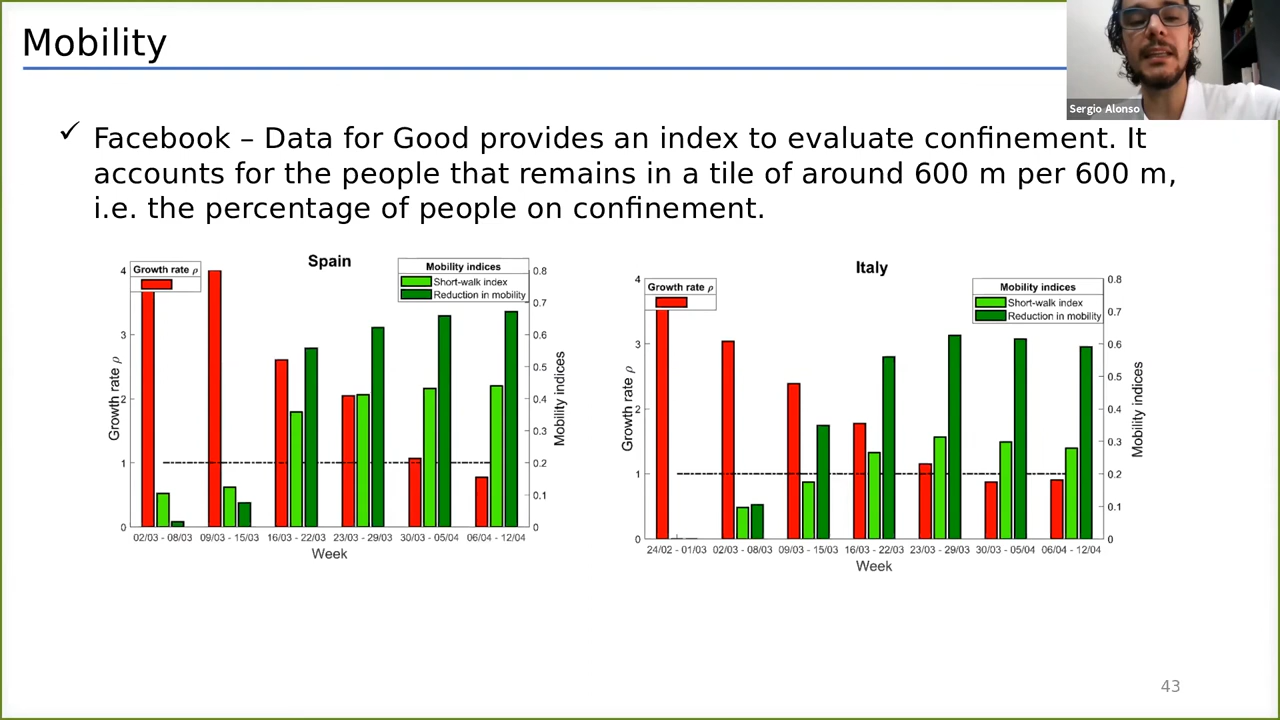 Mobility
Sergio Alonso
✓ Facebook – Data for Good provides an index to evaluate confinement. It
accounts for the people that remains in a tile of around 600 m per 600 m,
i.e. the percentage of people on confinement.
Spain
Growth rate ρ
Mobility indices
Short-walk index
Reduction in mobility
4
3
2
1
0
0.8
0.7
0.6
0.5
0.4
0.3
0.2
0.1
0
Growth rate ρ
Mobility indices
02/03 - 08/03 09/03 - 15/03 16/03 - 22/03 23/03 - 29/03 30/03 - 05/04 06/04 - 12/04
Week
Italy
Growth rate ρ
Mobility indices
Short-walk index
Reduction in mobility
4
3
2
1
0
0.8
0.7
0.6
0.5
0.4
0.3
0.2
0.1
0
Growth rate ρ
Mobility indices
24/02 - 01/03 02/03 - 08/03 09/03 - 15/03 16/03 - 22/03 23/03 - 29/03 30/03 - 05/04 06/04 - 12/04
Week
43